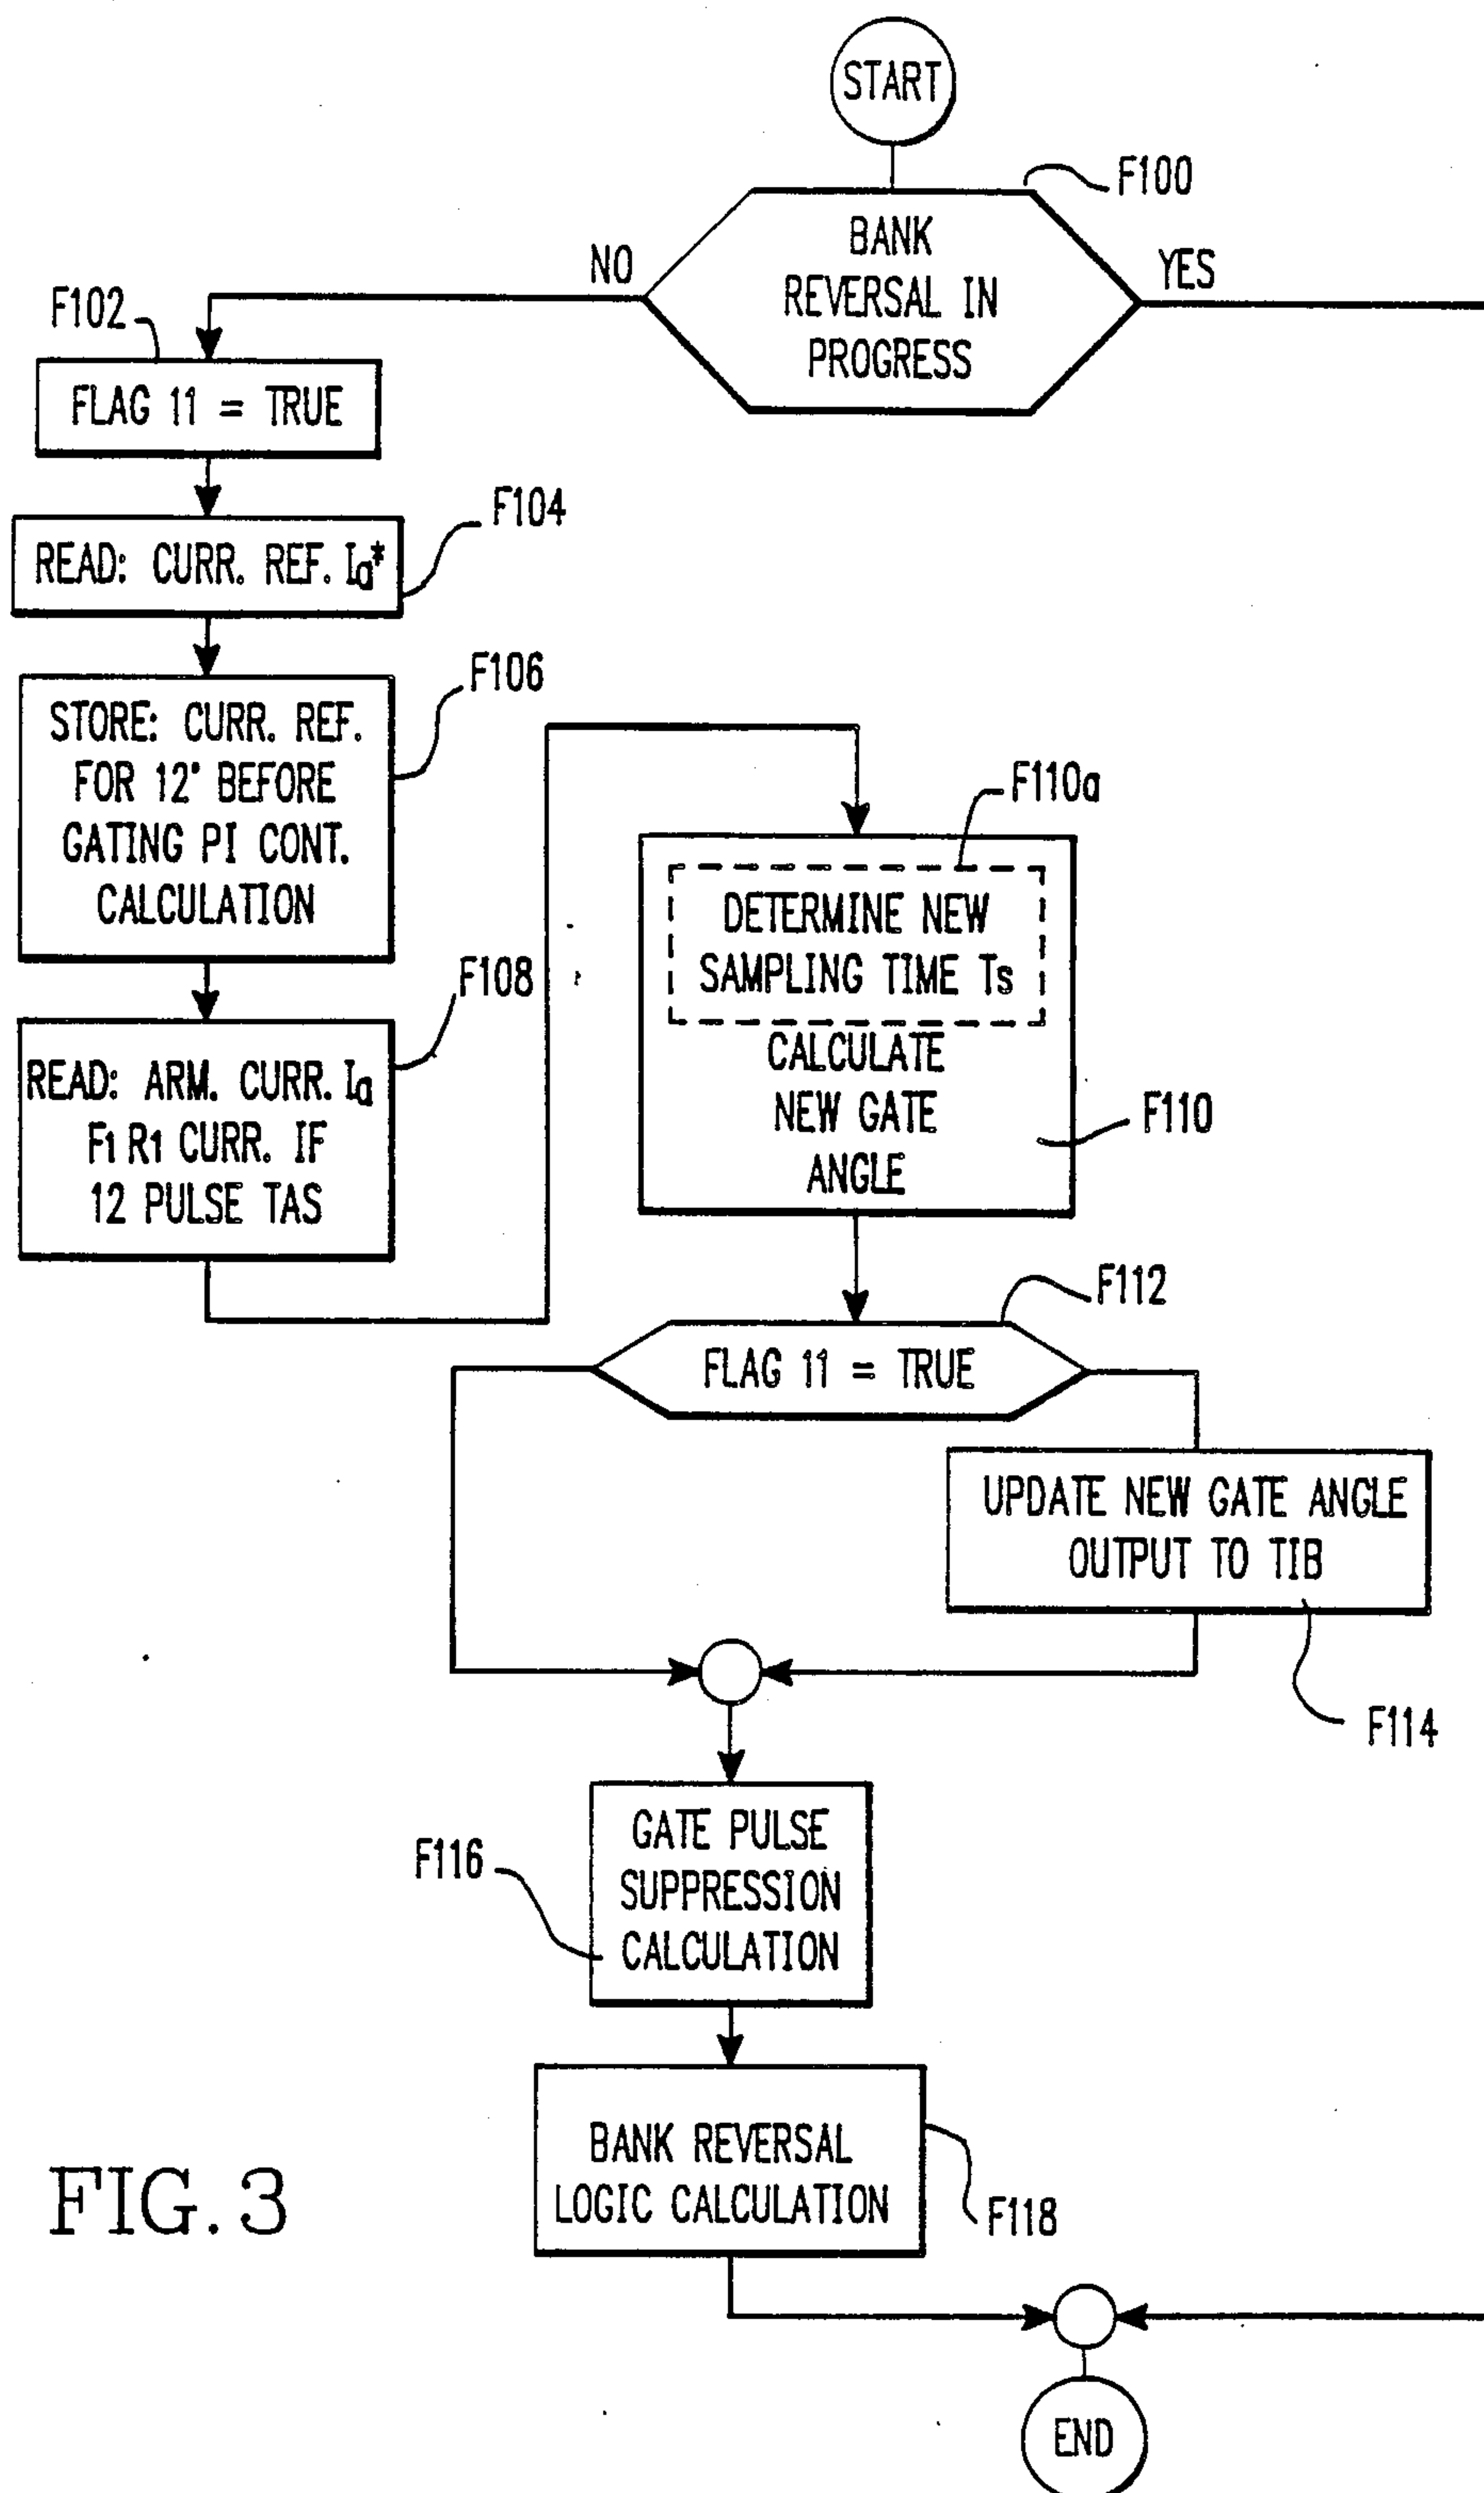 START
F100
BANK
REVERSAL IN
PROGRESS
NO
YES
F102
FLAG 11 = TRUE
F104
READ: CURR. REF. Ia*
F106
STORE: CURR. REF.
FOR 12° BEFORE
GATING PI CONT.
CALCULATION
F108
READ: ARM. CURR. Ia
F1 R1 CURR. IF
12 PULSE TAS
F110a
DETERMINE NEW
SAMPLING TIME Ts
CALCULATE
NEW GATE
ANGLE
F110
F112
FLAG 11 = TRUE
UPDATE NEW GATE ANGLE
OUTPUT TO TIB
F114
GATE PULSE
SUPPRESSION
CALCULATION
F116
BANK REVERSAL
LOGIC CALCULATION
F118
FIG. 3
END